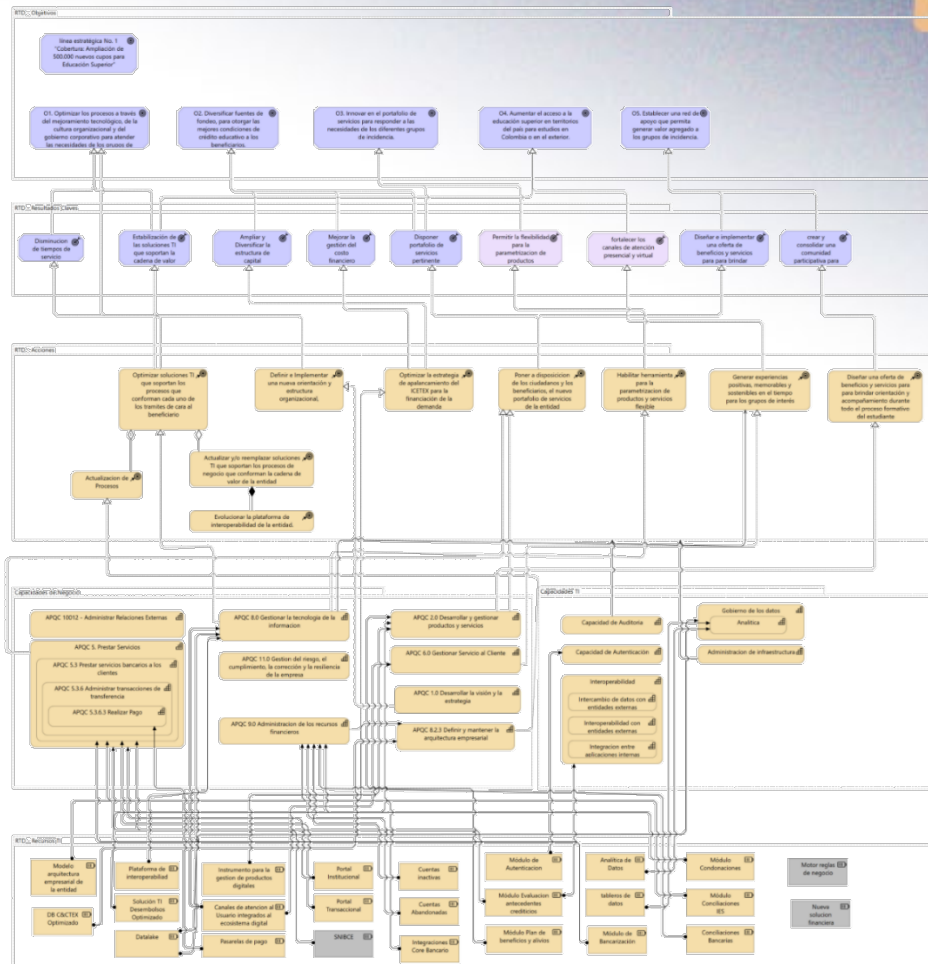 RTD - Objetivos
línea estratégica No. 1
"Cobertura: Ampliación de
500.000 nuevos cupos para
Educación Superior"
O1. Optimizar los procesos a través
del mejoramiento tecnológico, de la
cultura organizacional y del
gobierno corporativo para atender
las necesidades de los grupos de
O2. Diversificar fuentes de
fondeo, para otorgar las
mejores condiciones de
crédito educativo a los
beneficiarios.
O3. Innovar en el portafolio de
servicios para responder a las
necesidades de los diferentes grupos
de incidencia.
O4. Aumentar el acceso a la
educación superior en territorios
del país para estudios en
Colombia o en el exterior.
O5. Establecer una red de
apoyo que permita
generar valor agregado a
los grupos de incidencia.
RTD - Resultados Claves
Disminucion
de tiempos de
servicio
Estabilización de
las soluciones TI
que soportan la
cadena de valor
Ampliar y
Diversificar la
estructura de
capital
Mejorar la
gestión del
costo
financiero
Disponer
portafolio de
servicios
pertinente
Permitir la flexibilidad
para la
parametrizacion de
productos
fortalecer los
canales de atención
presencial y virtual
Diseñar e implementar
una oferta de
beneficios y servicios
para para brindar
crear y
consolidar una
comunidad
participativa para
RTD - Acciones
Optimizar soluciones TI
que soportan los
procesos que
conforman cada uno de
los tramites de cara al
beneficiario
Definir e Implementar
una nueva orientación y
estructura
organizacional.
Optimizar la estrategia
de apalancamiento del
ICETEX para la
financiación de la
demanda
Poner a disposicion de
los ciudadanos y los
beneficiarios, el nuevo
portafolio de servicios
de la entidad
Habilitar herramienta
para la
parametrizacion de
productos y servicios
flexible
Generar experiencias
positivas, memorables y
sostenibles en el tiempo
para los grupos de interés
Diseñar una oferta de
beneficios y servicios para
para brindar orientación y
acompañamiento durante
todo el proceso formativo
del estudiante
Actualizacion de
Procesos
Actualizar y/o reemplazar soluciones
TI que soportan los procesos de
negocio que conforman la cadena de
valor de la entidad
Evolucionar la plataforma de
interoperabilidad de la entidad.
Capacidades de Negocio
APQC 10012 - Administrar Relaciones Externas
APQC 5. Prestar Servicios
APQC 5.3 Prestar servicios bancarios a los
clientes
APQC 5.3.6 Administrar transacciones de
transferencia
APQC 5.3.6.3 Realizar Pago
APQC 8.0 Gestionar la tecnología de la
informacion
APQC 11.0 Gestion del riesgo, el
cumplimiento, la corrección y la resiliencia
de la empresa
APQC 9.0 Administracion de los recursos
financieros
APQC 2.0 Desarrollar y gestionar
productos y servicios
APQC 6.0 Gestionar Servicio al Cliente
APQC 1.0 Desarrollar la visión y la
estrategia
APQC 8.2.3 Definir y mantener la
arquitectura empresarial
Capacidades TI
Capacidad de Auditoria
Capacidad de Autenticación
Interoperabilidad
Intercambio de datos con
entidades externas
Interoperabilidad con
entidades externas
Integracion entre
aplicaciones internas
Gobierno de los datos
Analitica
Administracion de infraestructura
RTD - Recursos TI
Modelo
arquitectura
empresarial de
la entidad
Plataforma de
interoperabilidad
Instrumento para la
gestion de productos
digitales
Portal
Institucional
Cuentas
inactivas
Módulo de
Autenticacion
Analítica de
Datos
Módulo
Condonaciones
Motor reglas
de negocio
DB C&CTEX
Optimizado
Solución TI
Desembolsos
Optimizado
Canales de atencion al
Usuario integrados al
ecosistema digital
Portal
Transaccional
Cuentas
Abandonadas
Módulo Evaluacion
antecedentes
crediticios
tableros de
datos
Módulo
Conciliaciones
IES
Nueva
solucion
financiera
Datalake
Pasarelas de pago
SNIBCE
Integraciones
Core Bancario
Módulo Plan de
beneficios y alivios
Módulo de
Bancarización
Conciliaciones
Bancarias